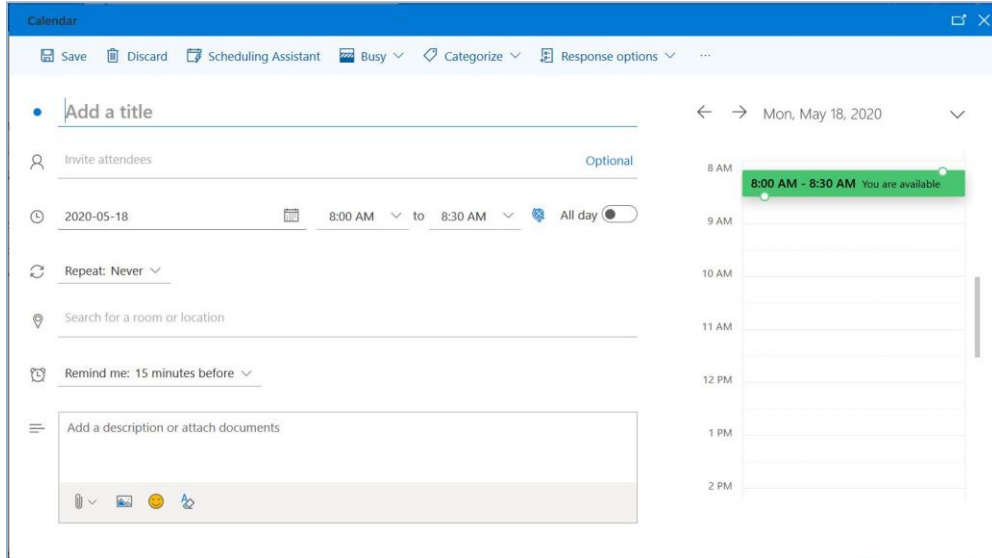 Calendar
Save Discard Scheduling Assistant Busy Categorize Response options ...
Add a title
Invite attendees Optional
2020-05-18 8:00 AM to 8:30 AM All day
Repeat: Never
Search for a room or location
Remind me: 15 minutes before
Add a description or attach documents
Mon, May 18, 2020
8 AM
8:00 AM - 8:30 AM You are available
9 AM
10 AM
11 AM
12 PM
1 PM
2 PM